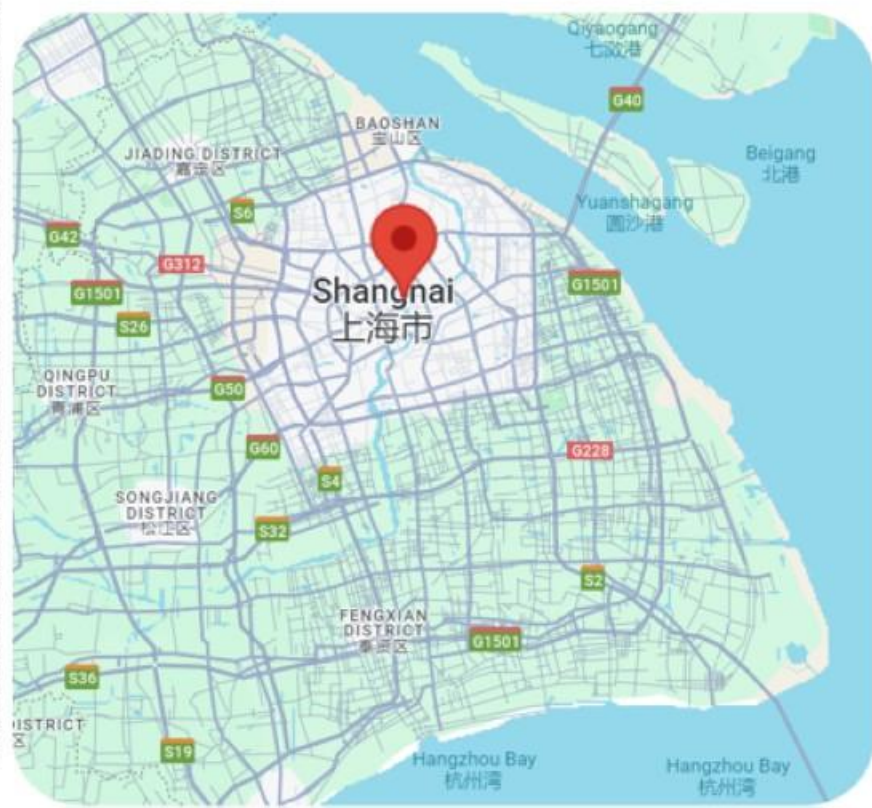 Qiyaogang
七滧港
G40
BAOSHAN
宝山区
JIADING DISTRICT
嘉定区
Beigang
北港
S6
Yuanshagang
圆沙港
G42
G312
G1501
G1501
Shanghai
上海市
S26
QINGPU
DISTRICT
青浦区
G50
G60
G228
S4
SONGJIANG
DISTRICT
松江区
S32
S2
FENGXIAN
DISTRICT
奉贤区
G1501
S36
DISTRICT
区
S19
Hangzhou Bay
杭州湾
Hangzhou Bay
杭州湾